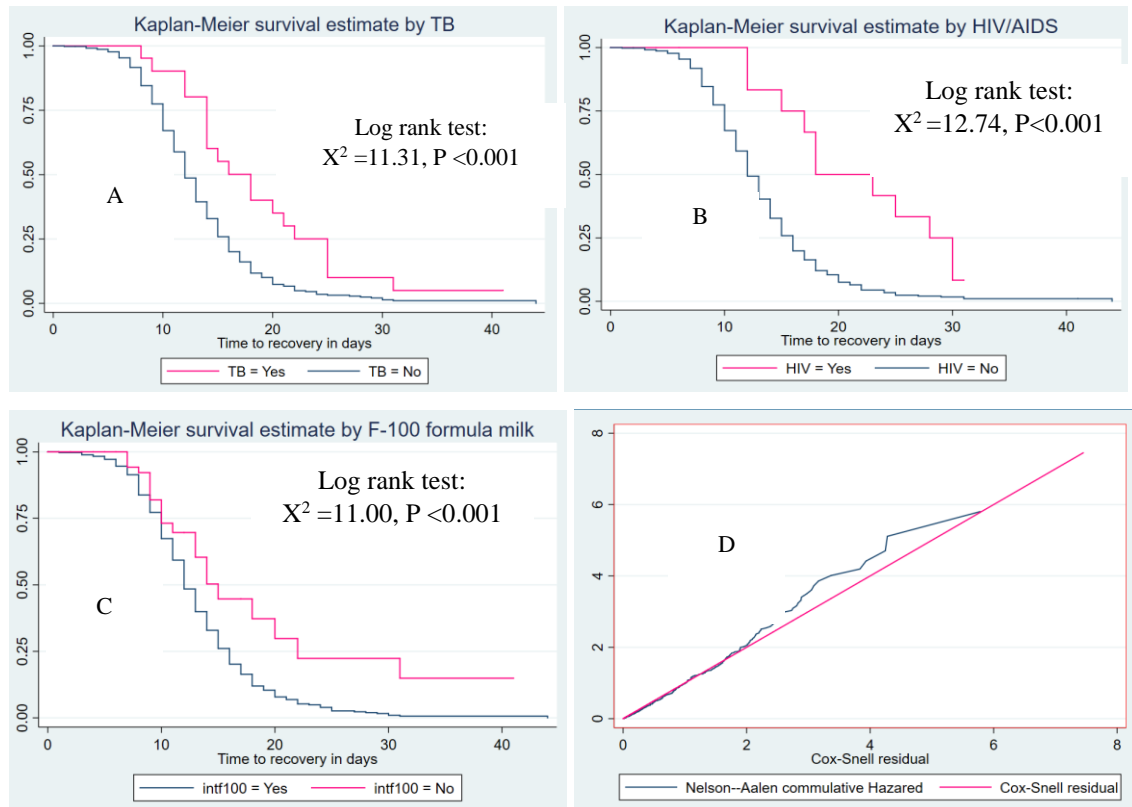 Kaplan-Meier survival estimate by TB
1.00
0.75
0.50
0.25
0.00
Log rank test:
X² =11.31, P <0.001
A
0 10 20 30 40
Time to recovery in days
TB = Yes TB = No
Kaplan-Meier survival estimate by HIV/AIDS
1.00
0.75
0.50
0.25
0.00
Log rank test:
X² =12.74, P<0.001
B
0 10 20 30 40
Time to recovery in days
HIV = Yes HIV = No
Kaplan-Meier survival estimate by F-100 formula milk
1.00
0.75
0.50
0.25
0.00
Log rank test:
X² =11.00, P <0.001
C
0 10 20 30 40
Time to recovery in days
intf100 = Yes intf100 = No
8
6
4
2
0
D
0 2 4 6 8
Cox-Snell residual
Nelson--Aalen commulative Hazared Cox-Snell residual